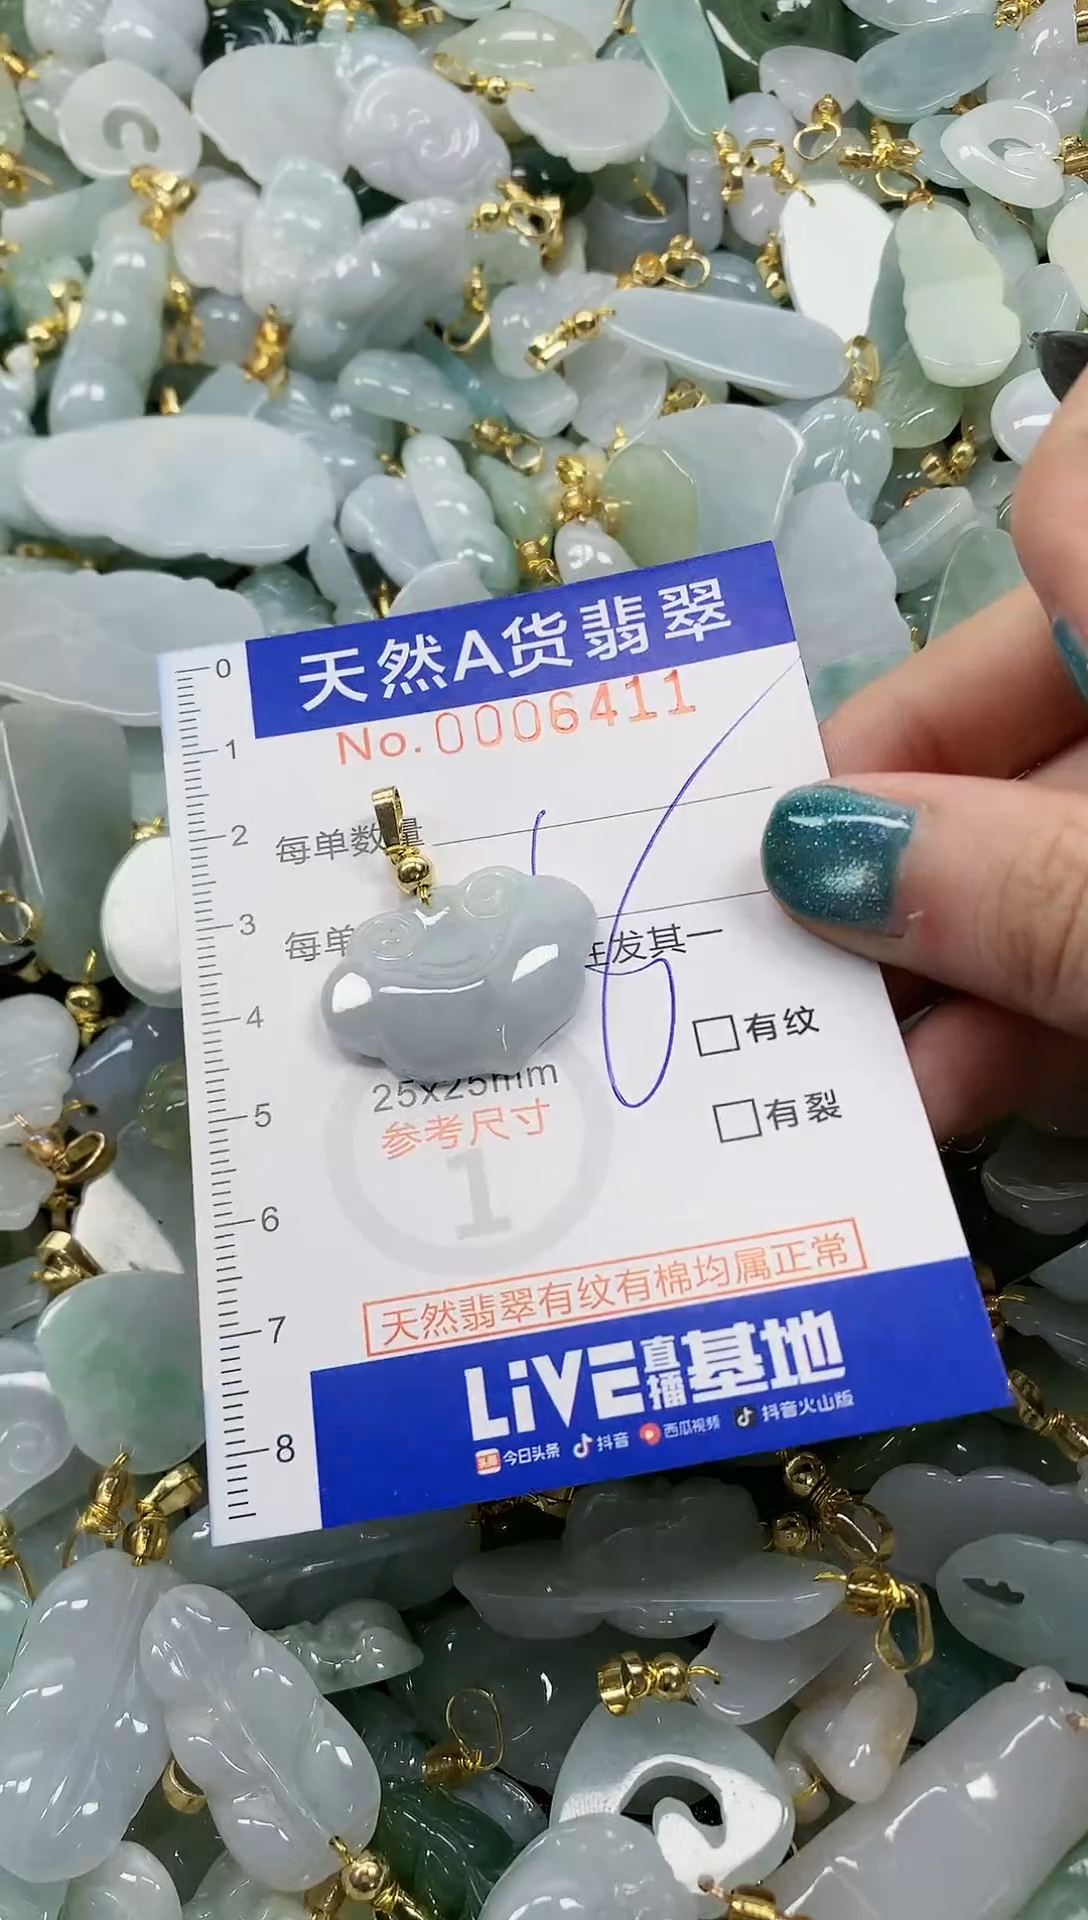 天然A货翡翠
No.0006411
0
1
2
3
4
5
6
7
8
每单数量
每单
发其一
25x25mm
参考尺寸
1
有纹
有裂
天然翡翠有纹有棉均属正常
LiVE直播基地
头条 今日头条 抖音 西瓜视频 抖音火山版